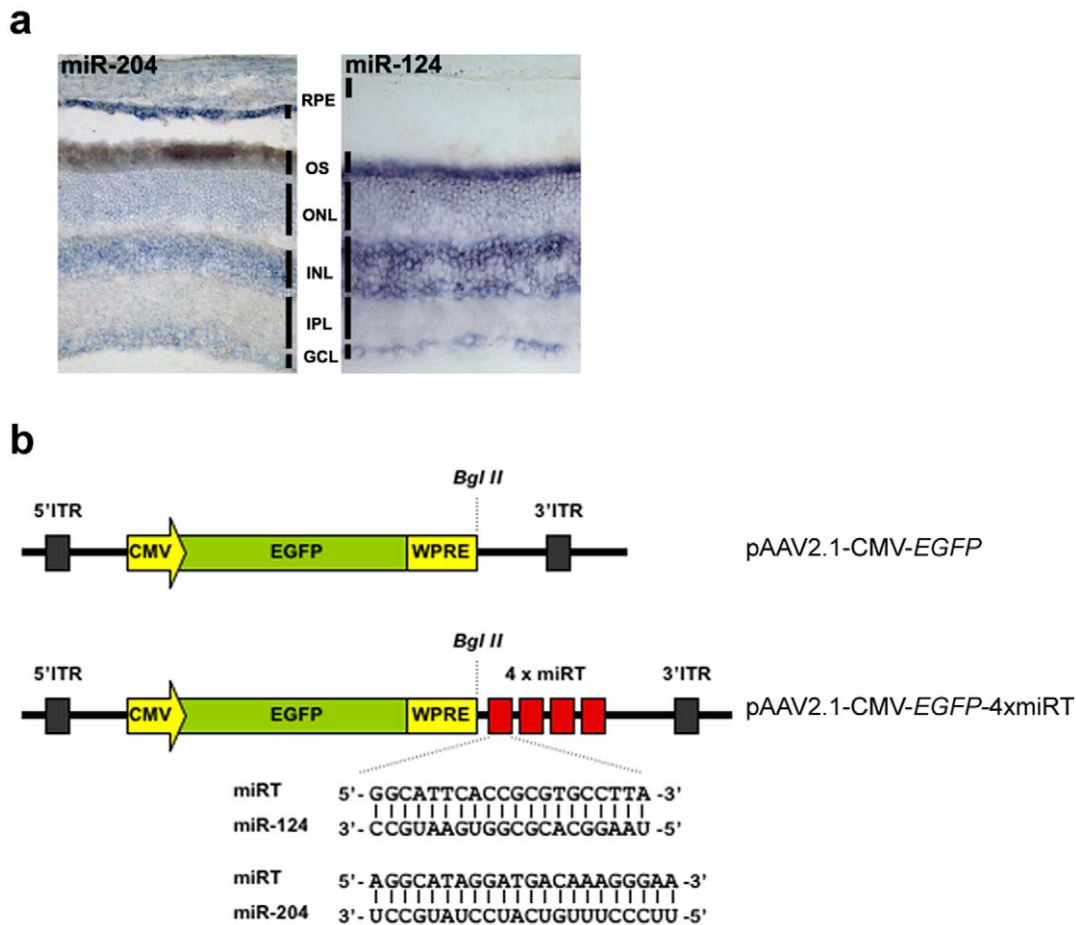 a
miR-204
miR-124
RPE
OS
ONL
INL
IPL
GCL
b
Bgl II
5'ITR
3'ITR
CMV
EGFP
WPRE
pAAV2.1-CMV-EGFP
Bgl II
5'ITR
4 x miRT
3'ITR
CMV
EGFP
WPRE
pAAV2.1-CMV-EGFP-4xmiRT
miRT 5'- GGCATTCACCGCGTGCCTTA -3'
miR-124 3'- CCGUAAGUGGCGCACGGAAU -5'
miRT 5'- AGGCATAGGATGACAAAGGGAA -3'
miR-204 3'- UCCGUAUCCUACUGUUUCCCUU -5'